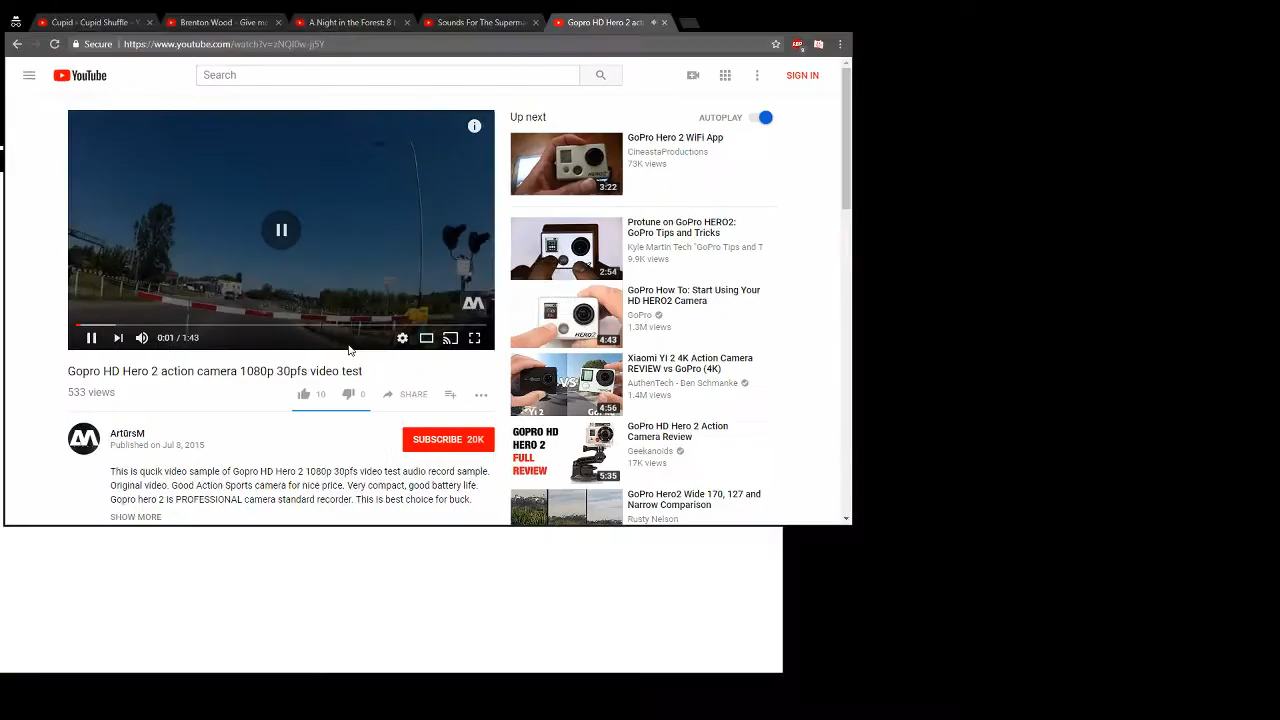 Cupid - Cupid Shuffle - Y
Brenton Wood - Give m
A Night in the Forest: 8
Sounds For The Superma
Gopro HD Hero 2 acti
Secure https://www.youtube.com/watch?v=zNQI0w-jj5Y
YouTube
Search
SIGN IN
0:01 / 1:43
Gopro HD Hero 2 action camera 1080p 30pfs video test
533 views
10
0
SHARE
ArtūrsM
Published on Jul 8, 2015
SUBSCRIBE 20K
This is qucik video sample of Gopro HD Hero 2 1080p 30pfs video test audio record sample.
Original video. Good Action Sports camera for nice price. Very compact, good battery life.
Gopro hero 2 is PROFESSIONAL camera standard recorder. This is best choice for buck.
SHOW MORE
Up next
AUTOPLAY
3:22
GoPro Hero 2 WiFi App
CineastaProductions
73K views
2:54
Protune on GoPro HERO2:
GoPro Tips and Tricks
Kyle Martin Tech "GoPro Tips and T
9.9K views
4:43
GoPro How To: Start Using Your
HD HERO2 Camera
GoPro
1.3M views
Yi 2
VS
4:56
Xiaomi YI 2 4K Action Camera
REVIEW vs GoPro (4K)
AuthenTech - Ben Schmanke
1.4M views
GOPRO HD
HERO 2
FULL
REVIEW
5:35
GoPro HD Hero 2 Action
Camera Review
Geekanoids
17K views
GoPro Hero2 Wide 170, 127 and
Narrow Comparison
Rusty Nelson